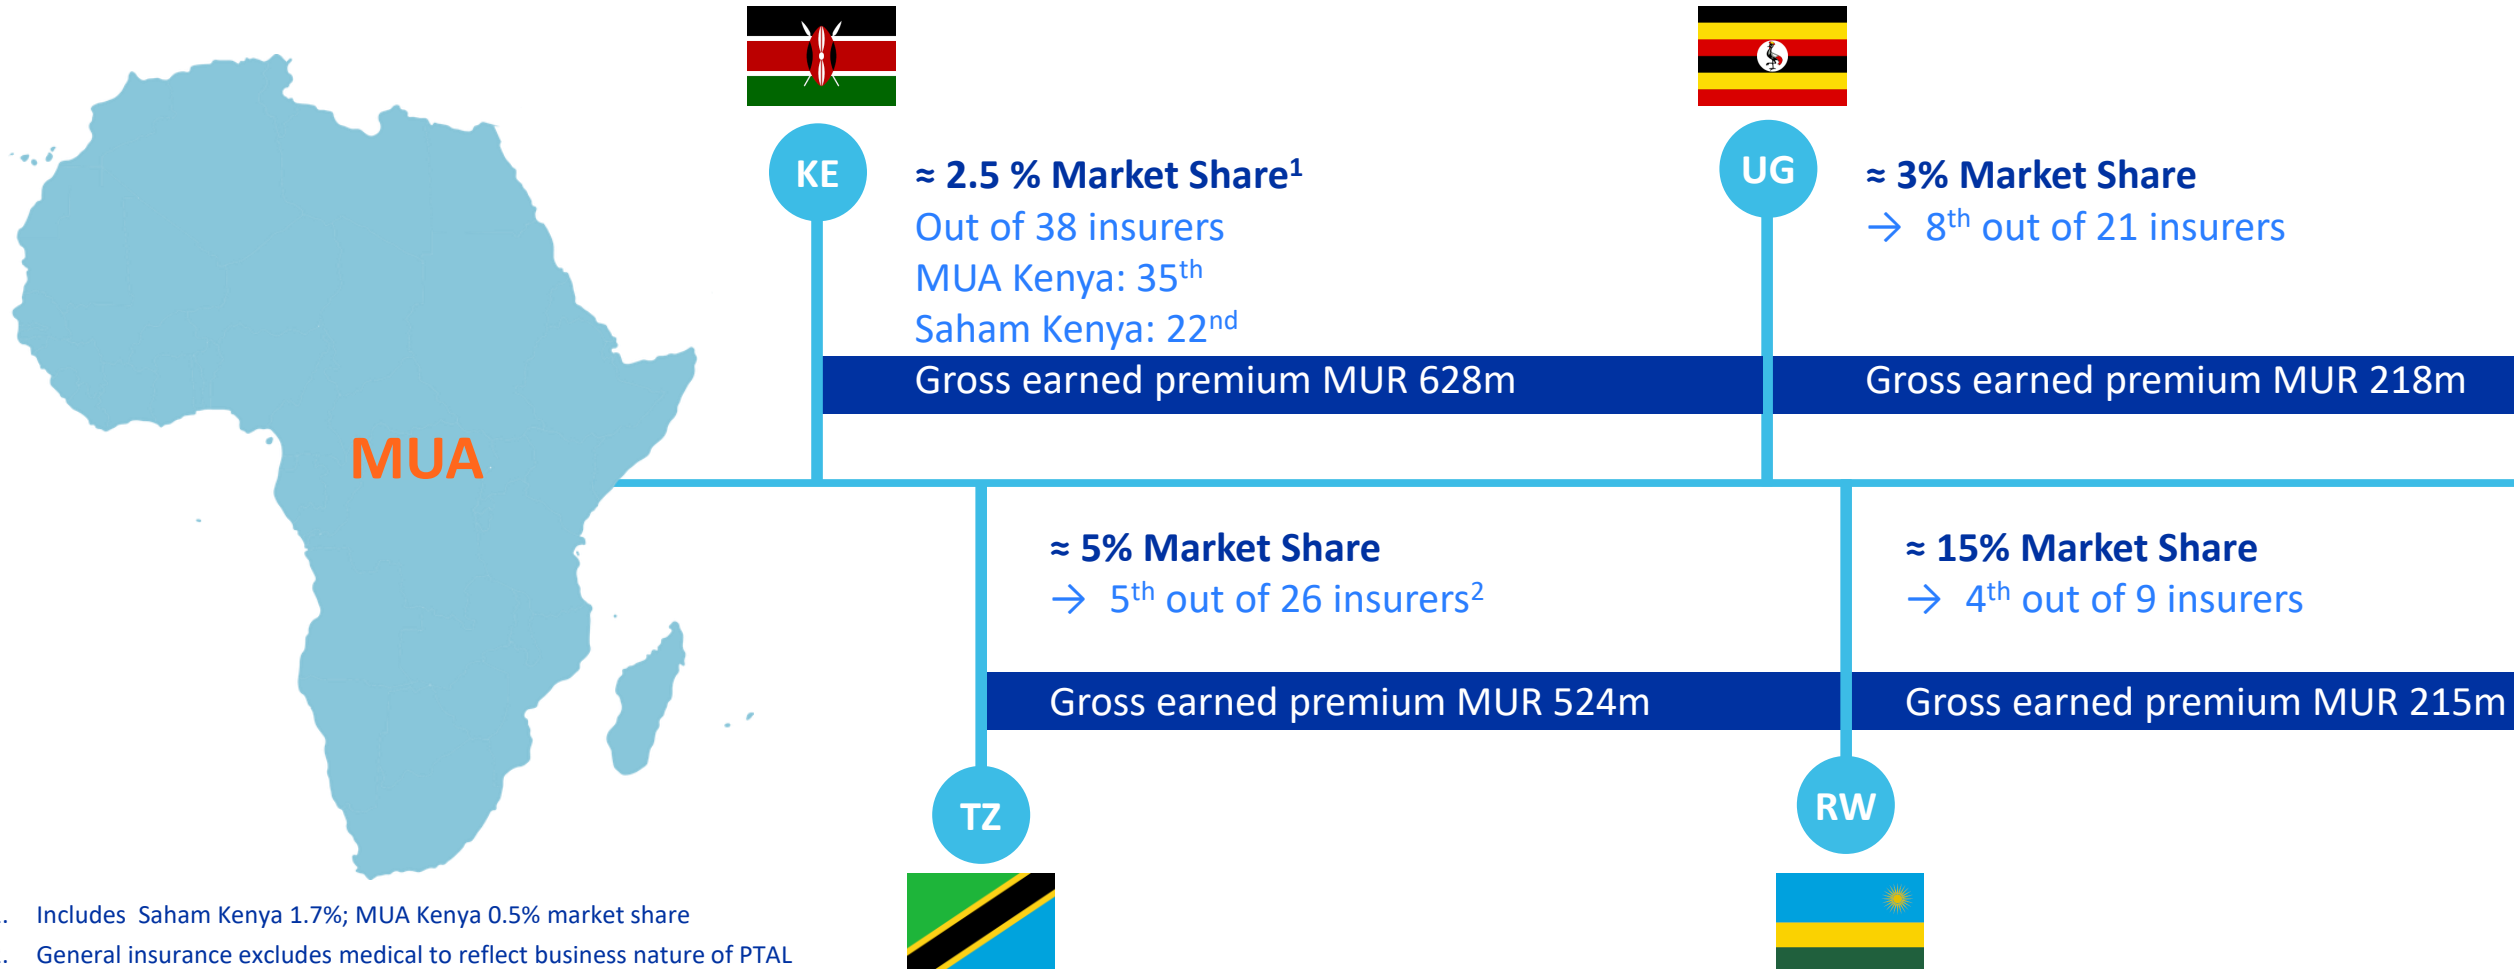 KE
≈ 2.5 % Market Share¹
Out of 38 insurers
MUA Kenya: 35th
Saham Kenya: 22nd
Gross earned premium MUR 628m
UG
≈ 3% Market Share
→ 8th out of 21 insurers
Gross earned premium MUR 218m
MUA
≈ 5% Market Share
→ 5th out of 26 insurers²
Gross earned premium MUR 524m
TZ
≈ 15% Market Share
→ 4th out of 9 insurers
Gross earned premium MUR 215m
RW
. Includes Saham Kenya 1.7%; MUA Kenya 0.5% market share
. General insurance excludes medical to reflect business nature of PTAL